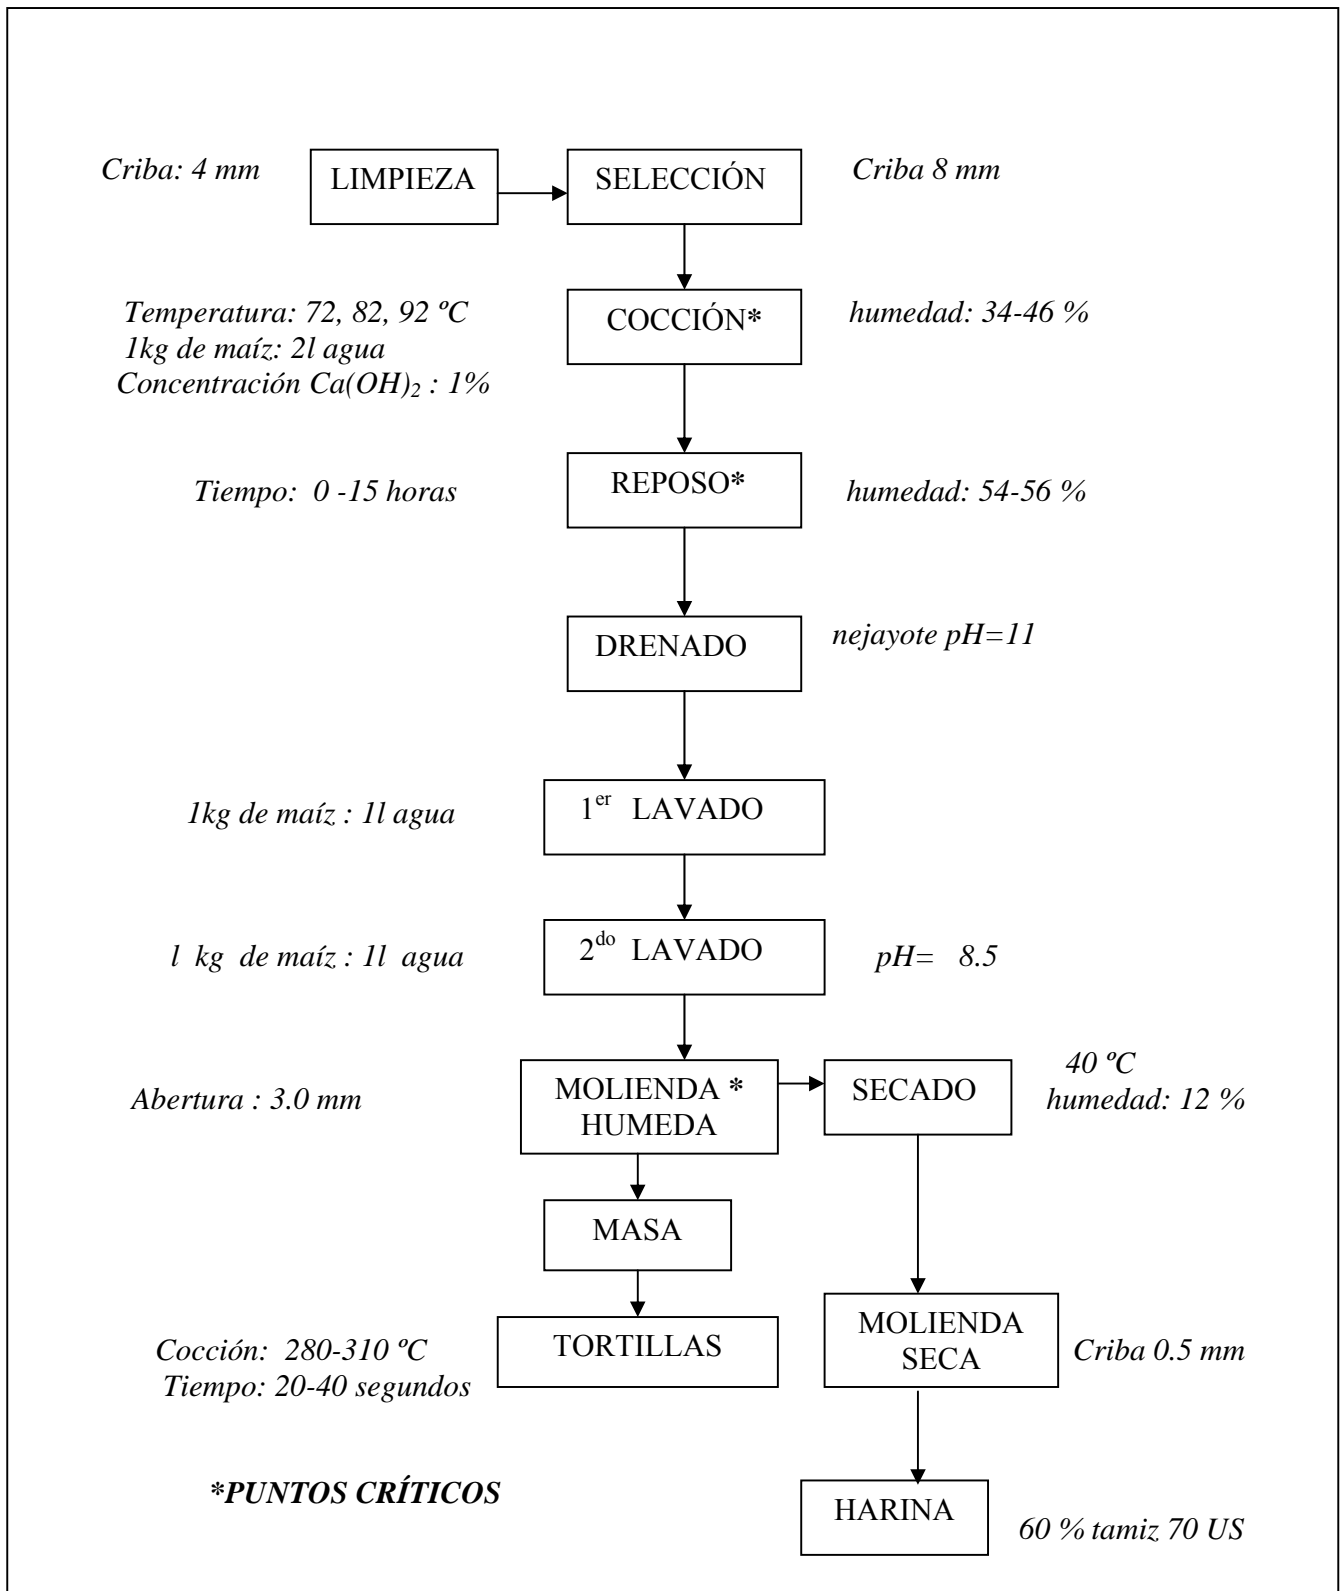 Criba: 4 mm
LIMPIEZA
SELECCIÓN
Criba 8 mm
Temperatura: 72, 82, 92 ºC
1kg de maíz: 2l agua
Concentración Ca(OH)₂ : 1%
COCCIÓN*
humedad: 34-46 %
Tiempo: 0 -15 horas
REPOSO*
humedad: 54-56 %
DRENADO
nejayote pH=11
1kg de maíz : 1l agua
1er LAVADO
l kg de maíz : 1l agua
2do LAVADO
pH= 8.5
Abertura : 3.0 mm
MOLIENDA *
HUMEDA
SECADO
40 ºC
humedad: 12 %
MASA
Cocción: 280-310 ºC
Tiempo: 20-40 segundos
TORTILLAS
MOLIENDA
SECA
Criba 0.5 mm
*PUNTOS CRÍTICOS
HARINA
60 % tamiz 70 US